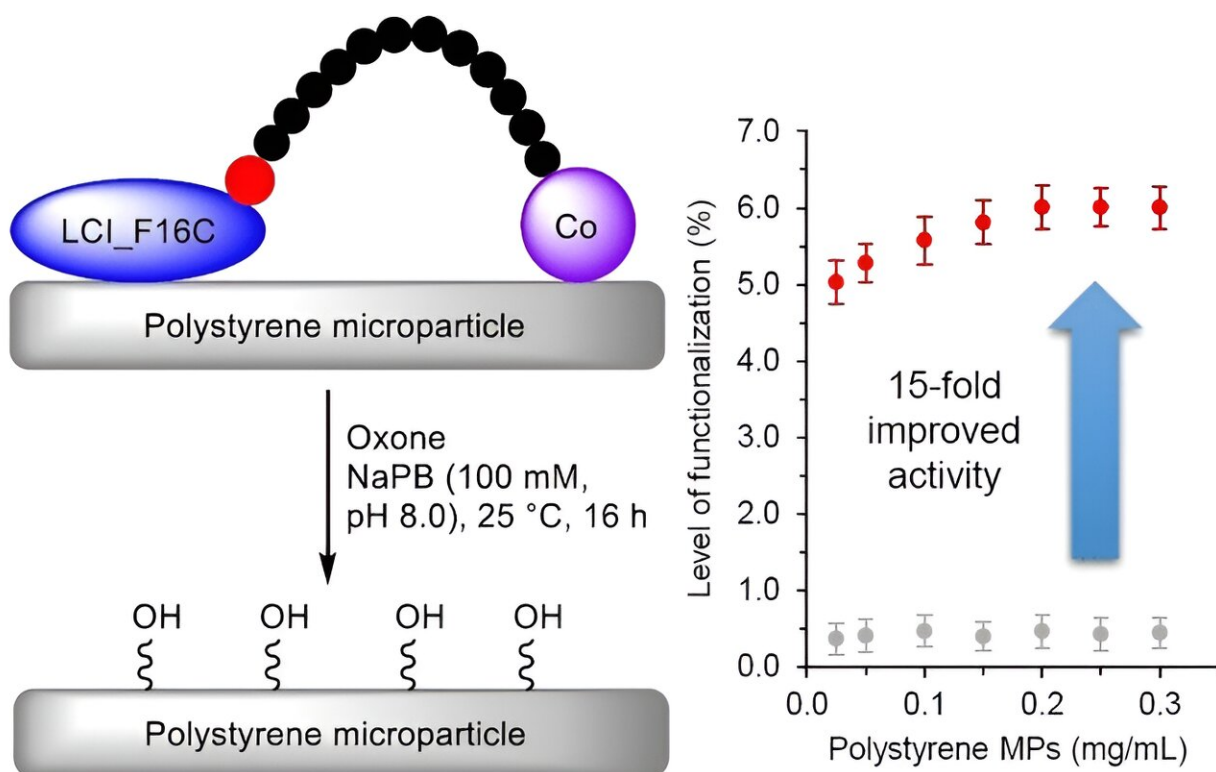 LCI_F16C
Co
Polystyrene microparticle
Oxone
NaPB (100 mM,
pH 8.0), 25 °C, 16 h
OH OH OH OH
Polystyrene microparticle
Level of functionalization (%)
7.0
6.0
5.0
4.0
3.0
2.0
1.0
0.0
15-fold
improved
activity
0.0 0.1 0.2 0.3
Polystyrene MPs (mg/mL)